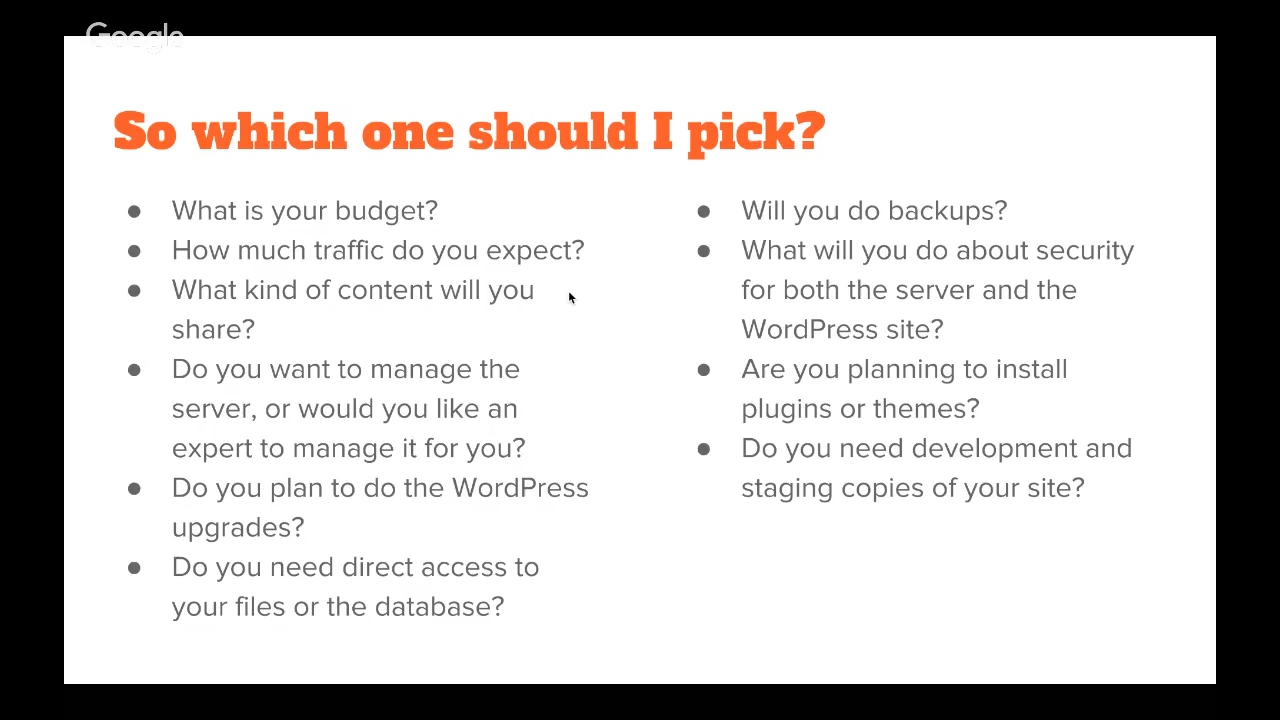 Google
So which one should I pick?
● What is your budget?
● How much traffic do you expect?
● What kind of content will you
share?
● Do you want to manage the
server, or would you like an
expert to manage it for you?
● Do you plan to do the WordPress
upgrades?
● Do you need direct access to
your files or the database?
● Will you do backups?
● What will you do about security
for both the server and the
WordPress site?
● Are you planning to install
plugins or themes?
● Do you need development and
staging copies of your site?